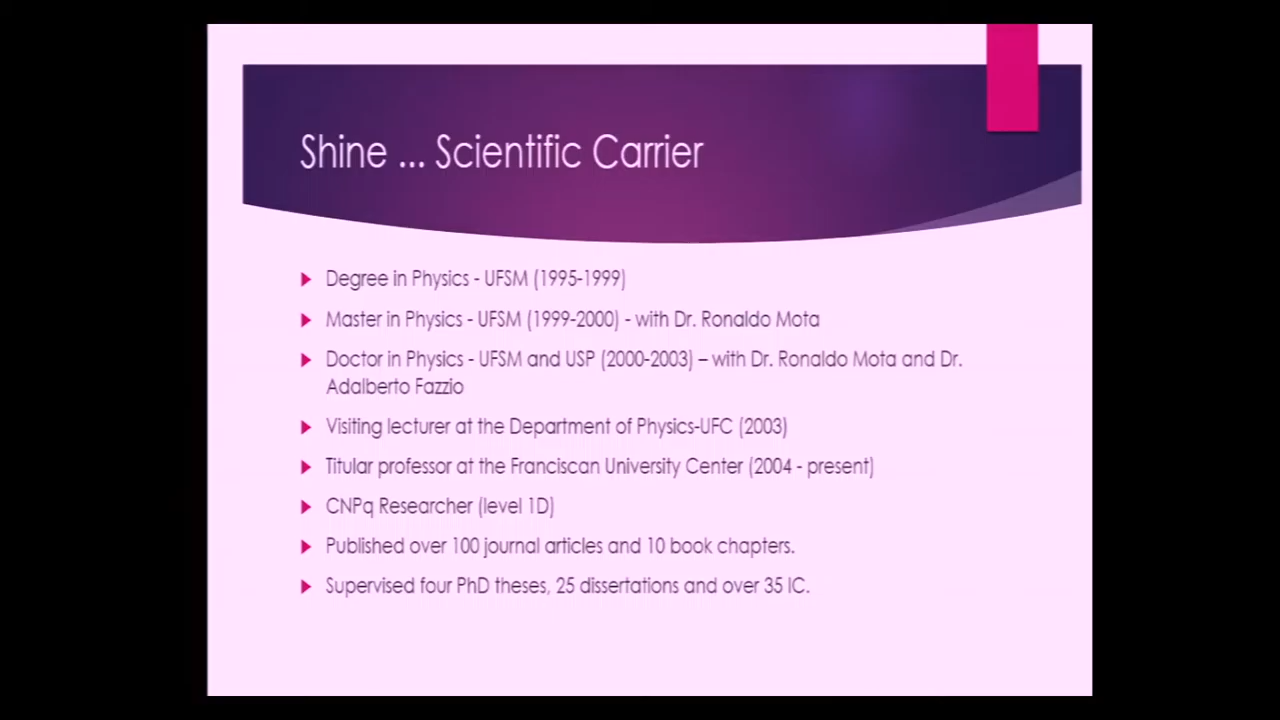 Shine ... Scientific Carrier
Degree in Physics - UFSM (1995-1999)
Master in Physics - UFSM (1999-2000) - with Dr. Ronaldo Mota
Doctor in Physics - UFSM and USP (2000-2003) – with Dr. Ronaldo Mota and Dr.
Adalberto Fazzio
Visiting lecturer at the Department of Physics-UFC (2003)
Titular professor at the Franciscan University Center (2004 - present)
CNPq Researcher (level 1D)
Published over 100 journal articles and 10 book chapters.
Supervised four PhD theses, 25 dissertations and over 35 IC.